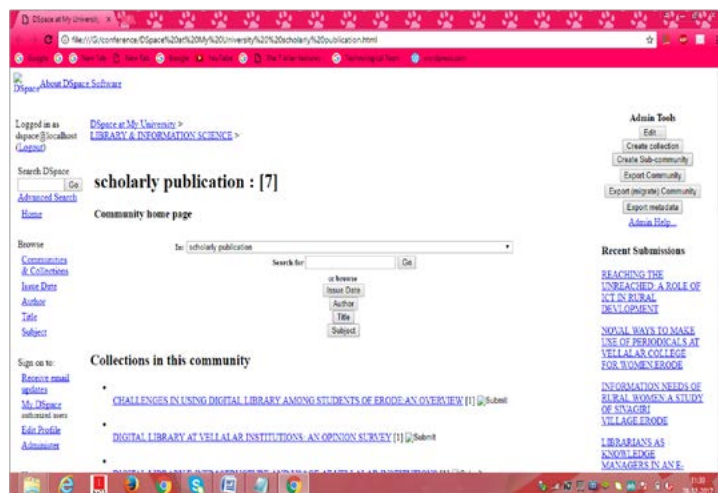 DSpace at My University
file:///G:/conference/DSpace%20at%20My%20University%20%20scholarly%20publication.html
DSpace About DSpace Software
Logged in as
dspace@localhost
(Logout)
DSpace at My University >
LIBRARY & INFORMATION SCIENCE >
Search DSpace
Go
Advanced Search
Home
Browse
Communities
& Collections
Issue Date
Author
Title
Subject
Sign on to:
Receive email
updates
My DSpace
authorized users
Edit Profile
Administer
scholarly publication : [7]
Community home page
In: scholarly publication
Search for Go
or browse
Issue Date
Author
Title
Subject
Collections in this community
CHALLENGES IN USING DIGITAL LIBRARY AMONG STUDENTS OF ERODE:AN OVERVIEW [1] Submit
DIGITAL LIBRARY AT VELLALAR INSTITUTIONS: AN OPINION SURVEY [1] Submit
Admin Tools
Edit...
Create collection
Create Sub-community
Export Community
Export (migrate) Community
Export metadata
Admin Help...
Recent Submissions
REACHING THE
UNREACHED: A ROLE OF
ICT IN RURAL
DEVLOPMENT
NOVAL WAYS TO MAKE
USE OF PERIODICALS AT
VELLALAR COLLEGE
FOR WOMEN,ERODE
INFORMATION NEEDS OF
RURAL WOMEN A STUDY
OF SIVAGIRI
VILLAGE,ERODE
LIBRARIANS AS
KNOWLEDGE
MANAGERS IN AN E-
11:30